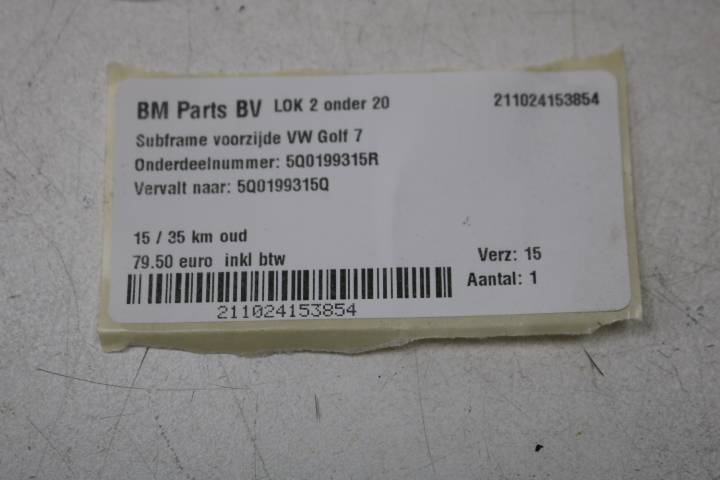 BM Parts BV LOK 2 onder 20 211024153854
Subframe voorzijde VW Golf 7
Onderdeelnummer: 5Q0199315R
Vervalt naar: 5Q0199315Q
15 / 35 km oud
79.50 euro inkl btw Verz: 15
Aantal: 1
211024153854